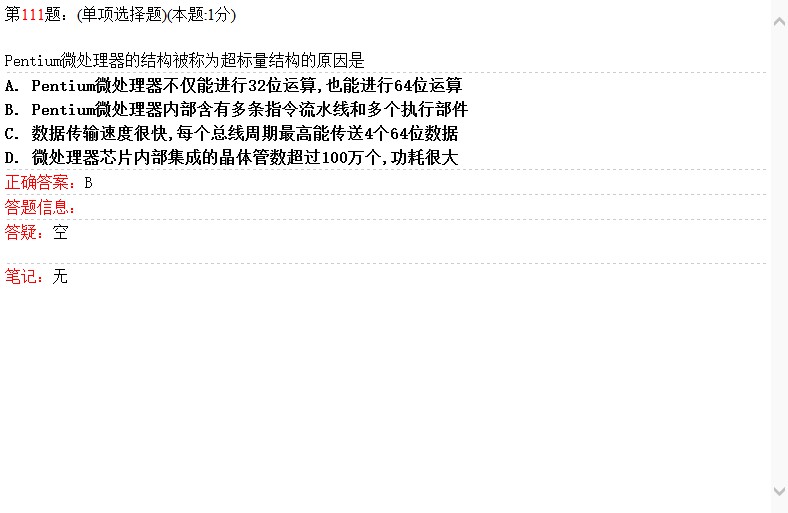 第111题: (单项选择题)(本题:1分)
Pentium微处理器的结构被称为超标量结构的原因是
A. Pentium微处理器不仅能进行32位运算,也能进行64位运算
B. Pentium微处理器内部含有多条指令流水线和多个执行部件
C. 数据传输速度很快,每个总线周期最高能传送4个64位数据
D. 微处理器芯片内部集成的晶体管数超过100万个,功耗很大
正确答案：B
答题信息：
答疑：空
笔记：无